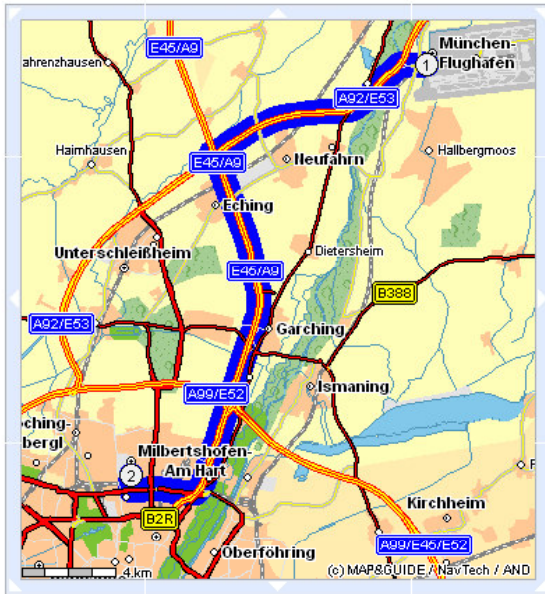 E45/A9
München-
Flughafen
1
ahrenzhausen
A92/E53
Haimhausen
E45/A9
Neufahrn
Hallbergmoos
Eching
Unterschleißheim
Dietersheim
E45/A9
B388
A92/E53
Garching
A99/E52
Ismaning
oching-
bergl
Milbertshofen-
Am Hart
2
Kirchheim
B2R
A99/E45/E52
Oberföhring
4 km
(c) MAP&GUIDE / NavTech / AND